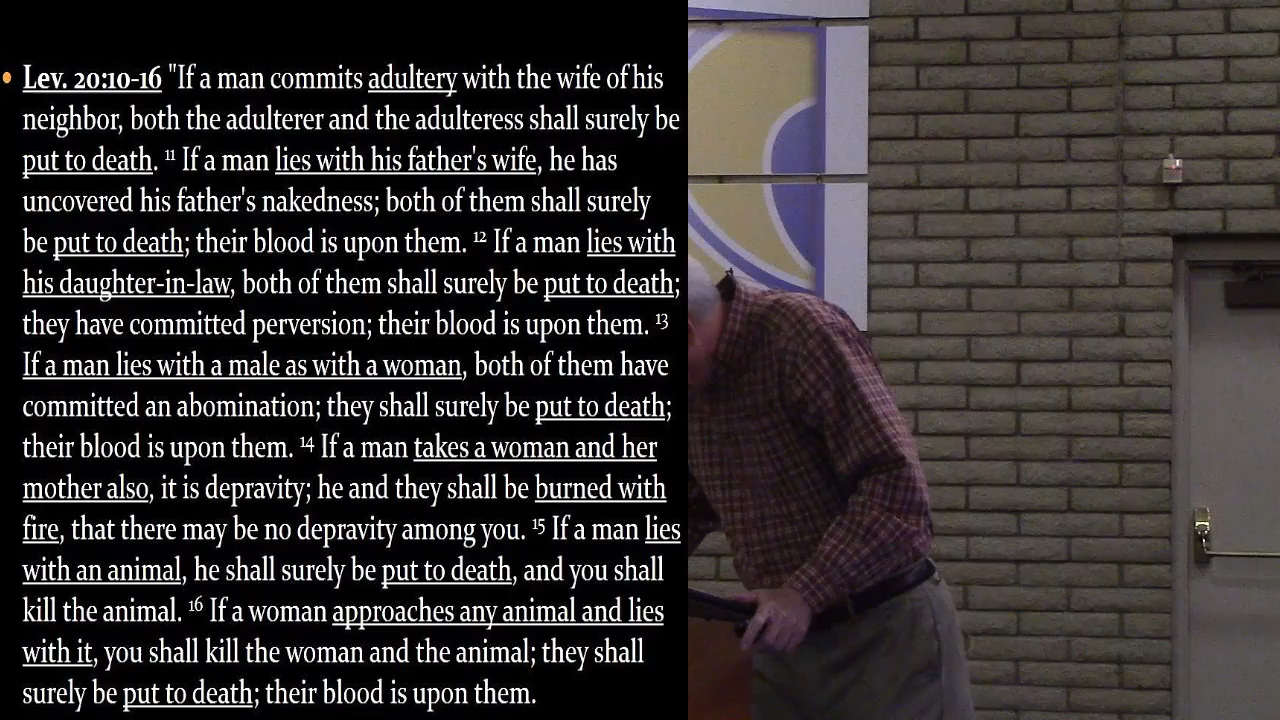 Lev. 20:10-16 "If a man commits adultery with the wife of his
neighbor, both the adulterer and the adulteress shall surely be
put to death. 11 If a man lies with his father's wife, he has
uncovered his father's nakedness; both of them shall surely
be put to death; their blood is upon them. 12 If a man lies with
his daughter-in-law, both of them shall surely be put to death;
they have committed perversion; their blood is upon them. 13
If a man lies with a male as with a woman, both of them have
committed an abomination; they shall surely be put to death;
their blood is upon them. 14 If a man takes a woman and her
mother also, it is depravity; he and they shall be burned with
fire, that there may be no depravity among you. 15 If a man lies
with an animal, he shall surely be put to death, and you shall
kill the animal. 16 If a woman approaches any animal and lies
with it, you shall kill the woman and the animal; they shall
surely be put to death; their blood is upon them.